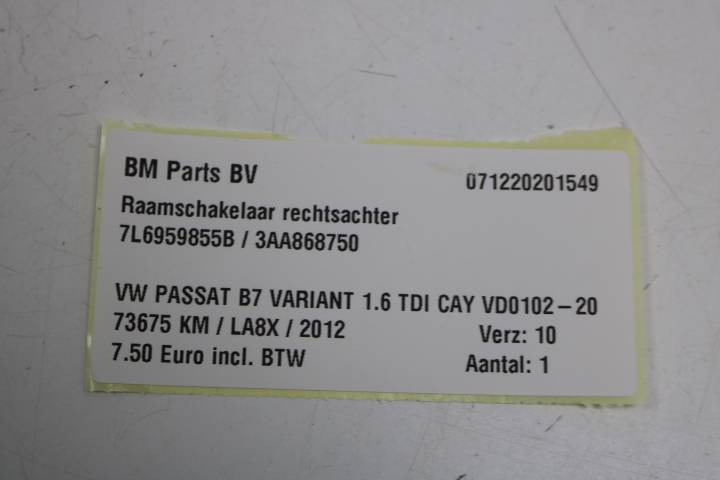 BM Parts BV 071220201549
Raamschakelaar rechtsachter
7L6959855B / 3AA868750
VW PASSAT B7 VARIANT 1.6 TDI CAY VD0102-20
73675 KM / LA8X / 2012 Verz: 10
7.50 Euro incl. BTW Aantal: 1